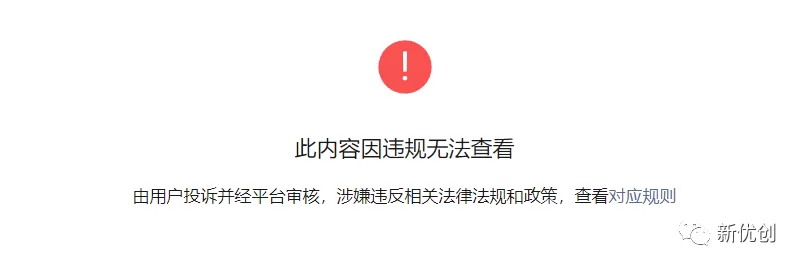 此内容因违规无法查看
由用户投诉并经平台审核，涉嫌违反相关法律法规和政策，查看对应规则
新优创